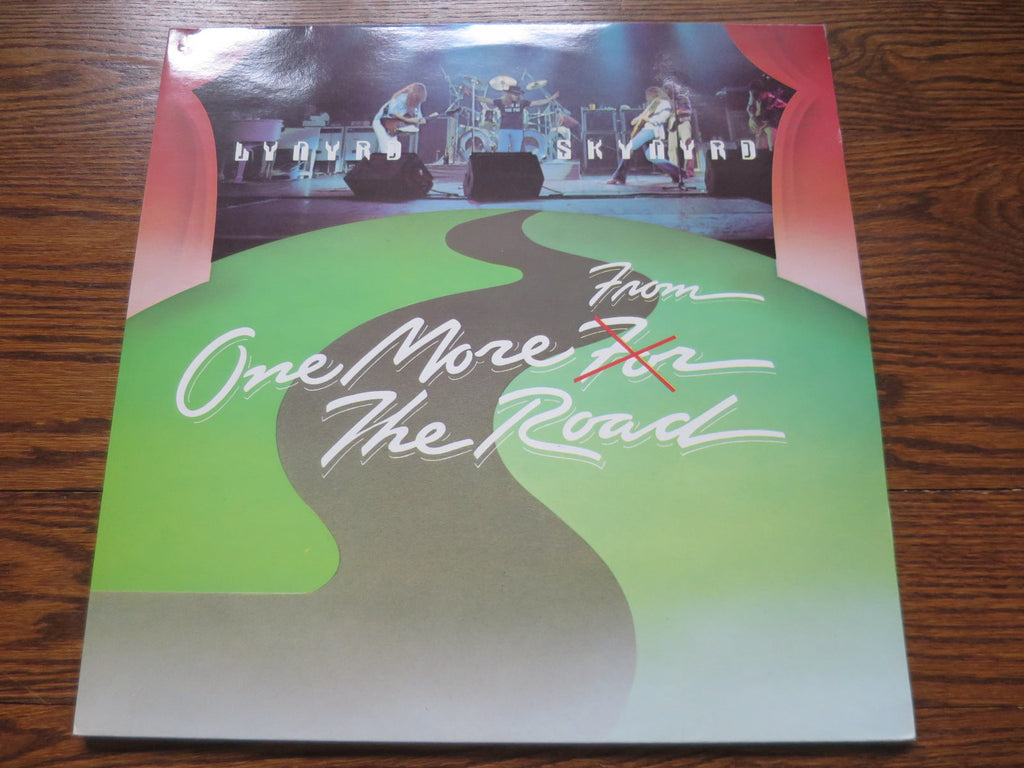 LYNYRD SKYNYRD
From
One More For
The Road